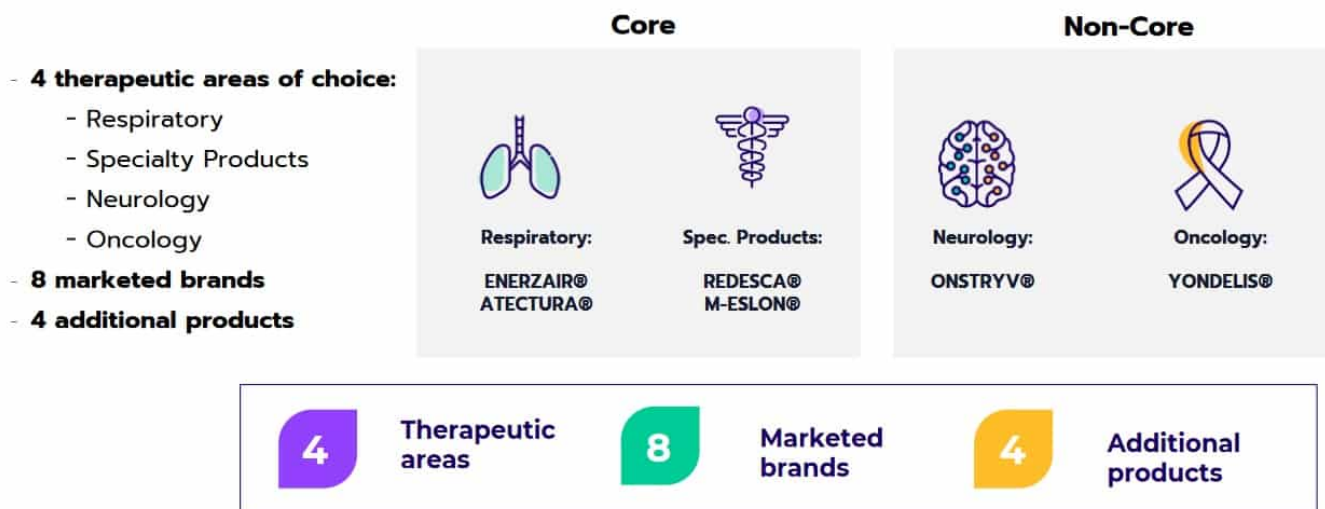 Core
Non-Core
- 4 therapeutic areas of choice:
- Respiratory
- Specialty Products
- Neurology
- Oncology
- 8 marketed brands
- 4 additional products
Respiratory:
ENERZAIR®
ATECTURA®
Spec. Products:
REDESCA®
M-ESLON®
Neurology:
ONSTRYV®
Oncology:
YONDELIS®
4
Therapeutic
areas
8
Marketed
brands
4
Additional
products